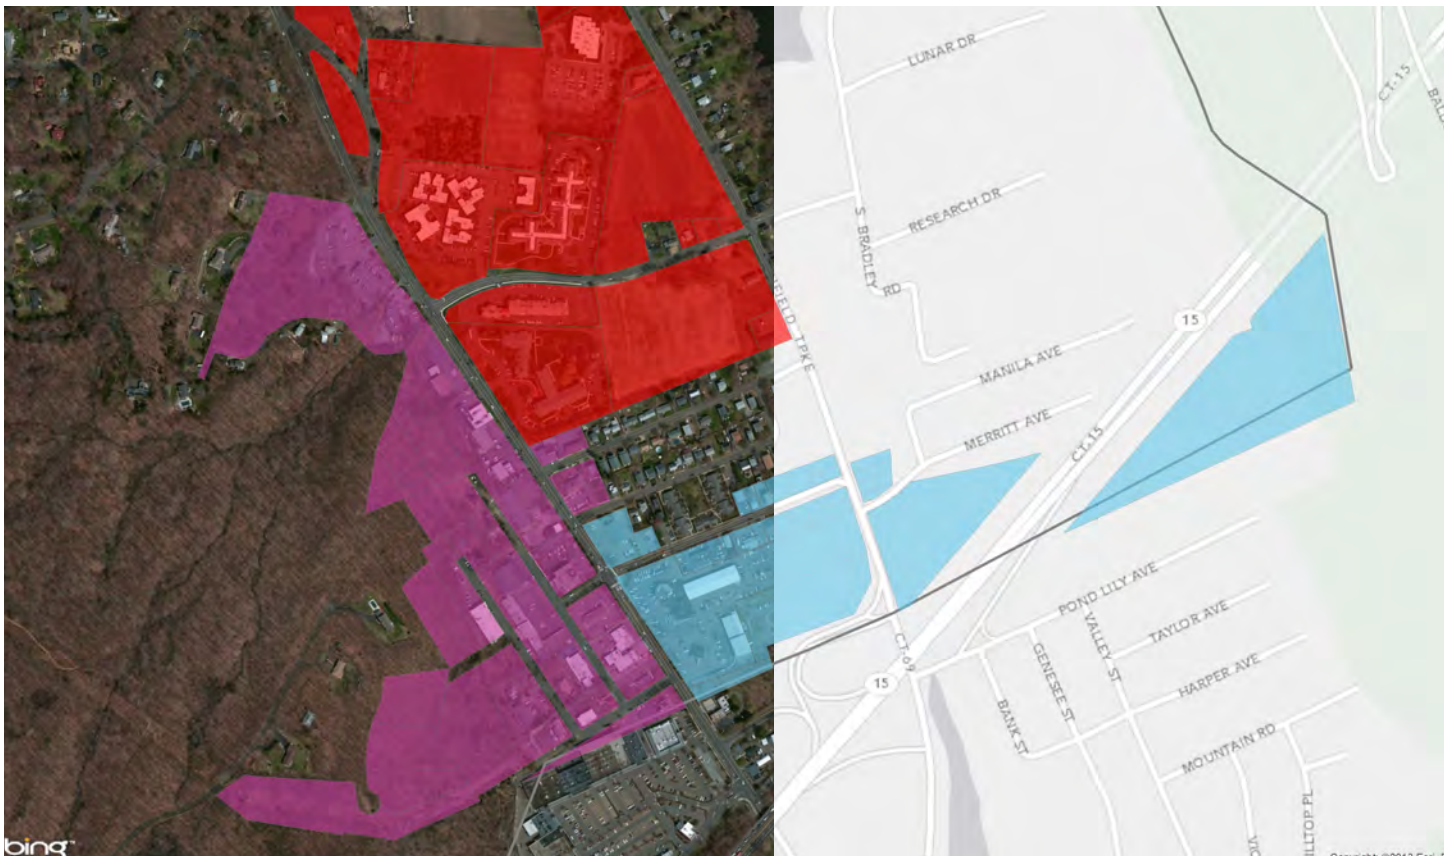 LUNAR DR
CT-15
RESEARCH DR
S BRADLEY
RD
15
MANILA AVE
MERRITT AVE
CT-15
POND LILY AVE
TAYLOR AVE
VALLEY ST
GENESEE ST
HARPER AVE
CT-69
15
BANK ST
MOUNTAIN RD
bing